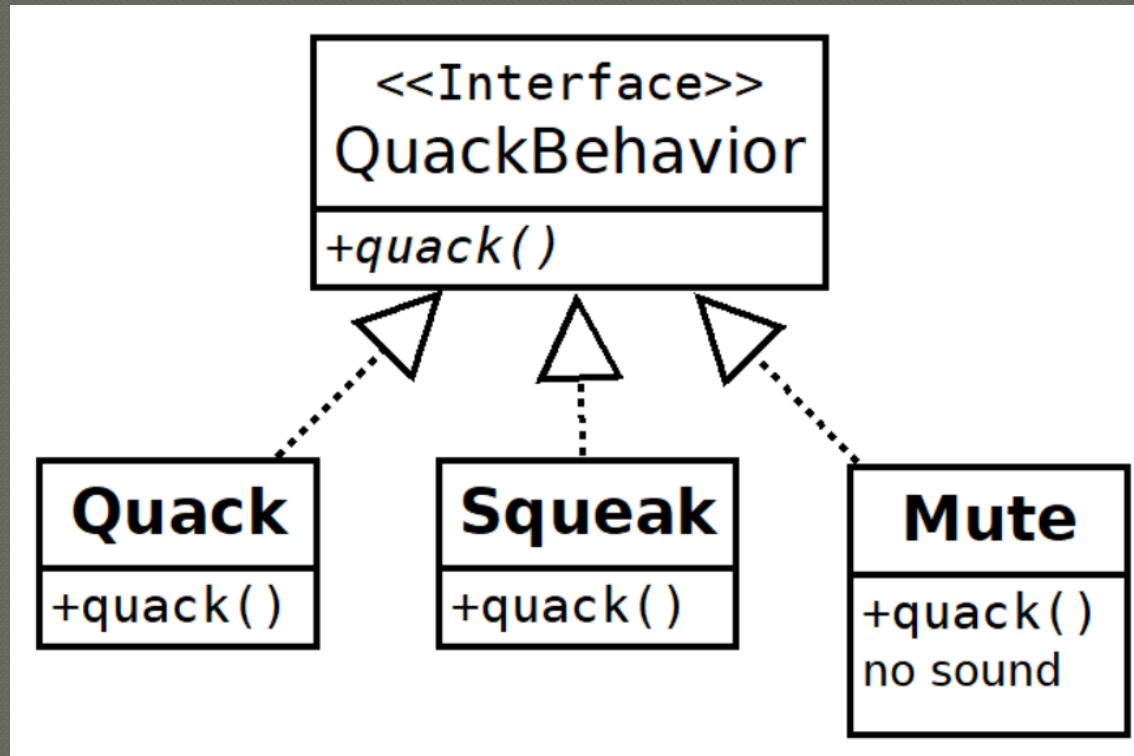 <<Interface>>
QuackBehavior
+quack()
Quack
+quack()
Squeak
+quack()
Mute
+quack()
no sound